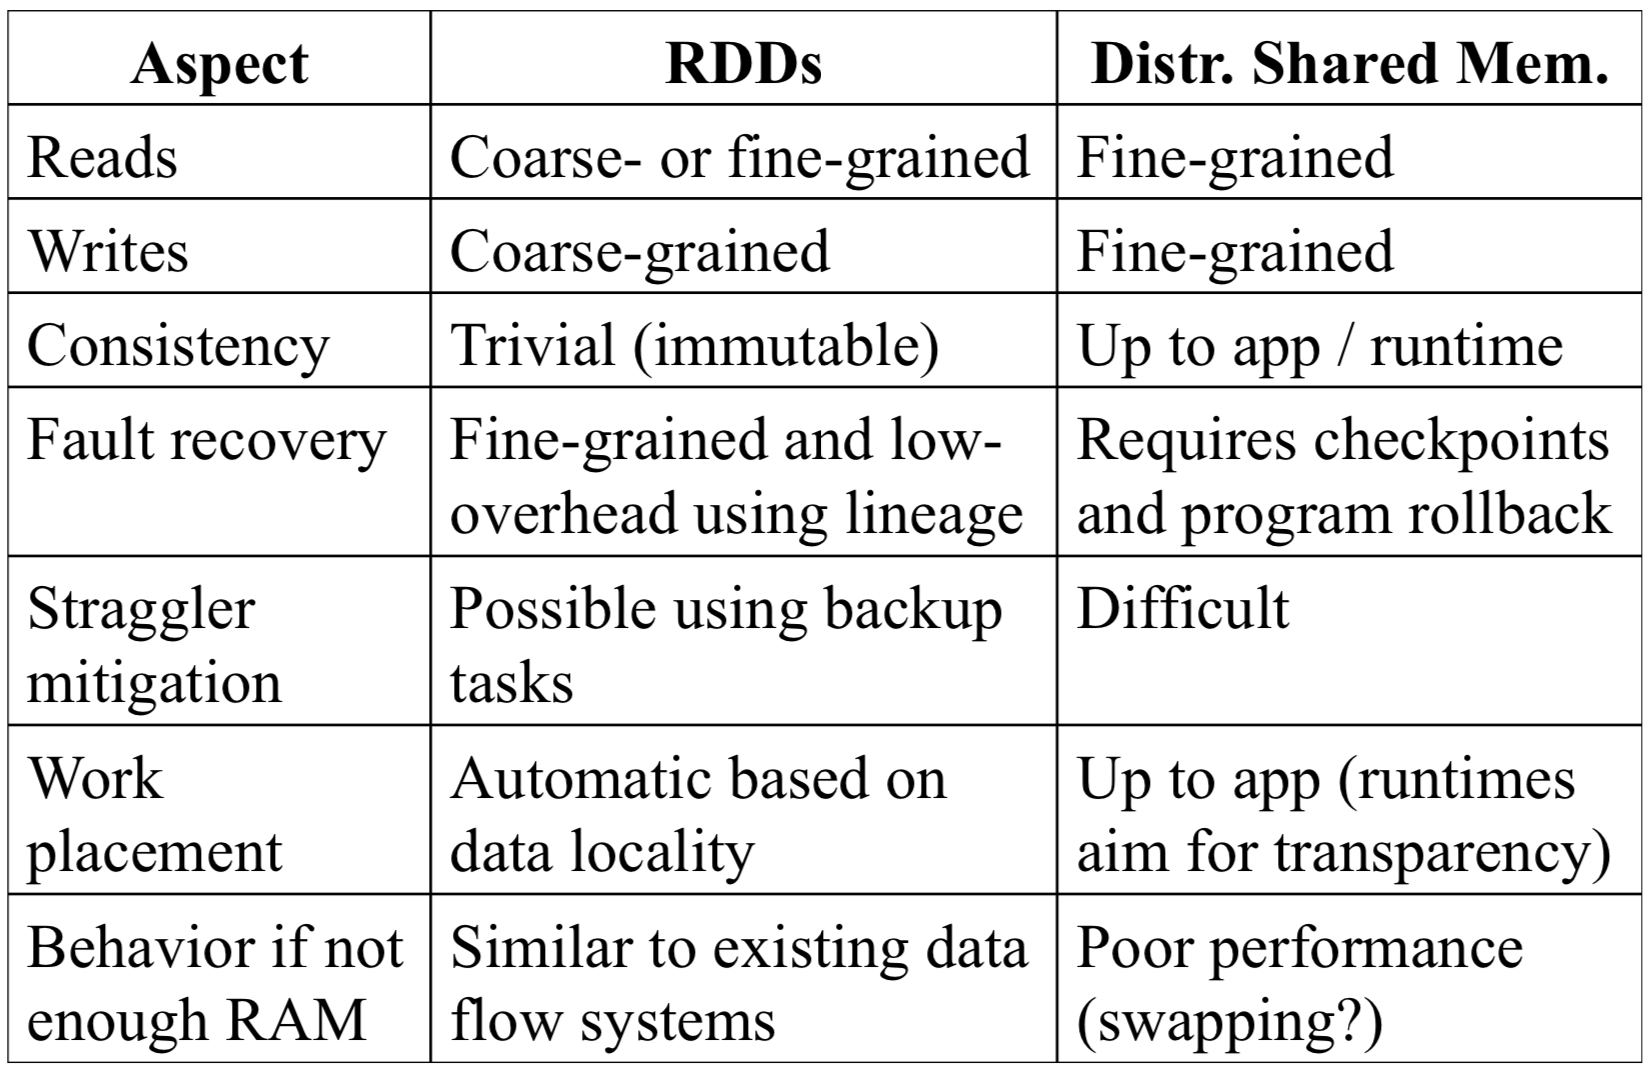 Aspect RDDs Distr. Shared Mem.
Reads Coarse- or fine-grained Fine-grained
Writes Coarse-grained Fine-grained
Consistency Trivial (immutable) Up to app / runtime
Fault recovery Fine-grained and low- Requires checkpoints
overhead using lineage and program rollback
Straggler Possible using backup Difficult
mitigation tasks
Work Automatic based on Up to app (runtimes
placement data locality aim for transparency)
Behavior if not Similar to existing data Poor performance
enough RAM flow systems (swapping?)